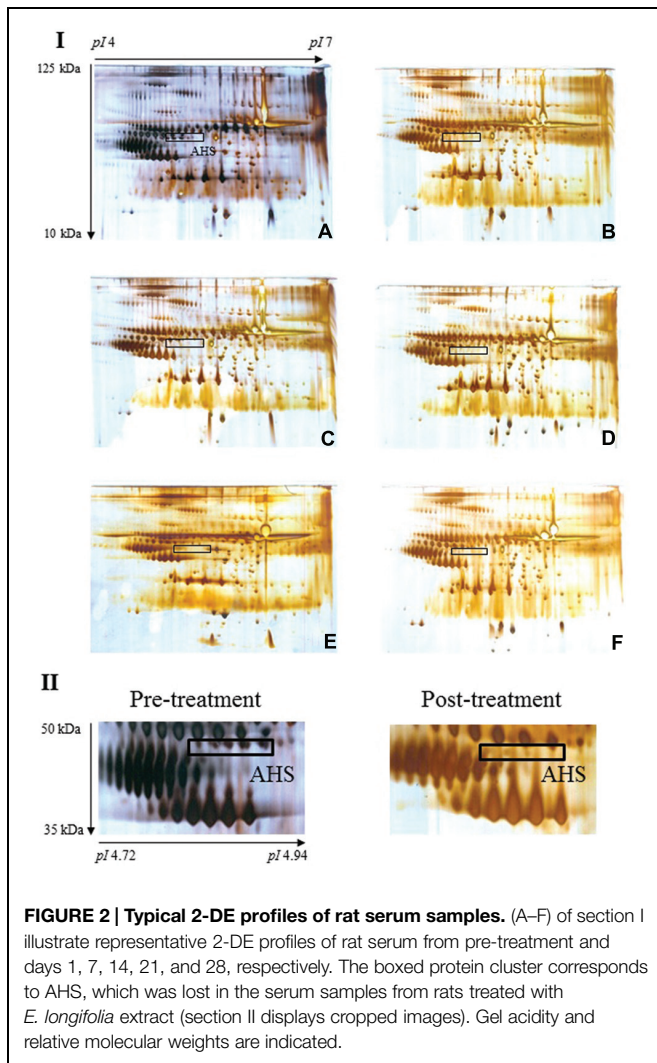 I
pI 4 pI 7
125 kDa
AHS
10 kDa
A
B
C
D
E
F
II
Pre-treatment Post-treatment
50 kDa
AHS AHS
35 kDa
pI 4.72 pI 4.94
FIGURE 2 | Typical 2-DE profiles of rat serum samples. (A–F) of section I
illustrate representative 2-DE profiles of rat serum from pre-treatment and
days 1, 7, 14, 21, and 28, respectively. The boxed protein cluster corresponds
to AHS, which was lost in the serum samples from rats treated with
E. longifolia extract (section II displays cropped images). Gel acidity and
relative molecular weights are indicated.